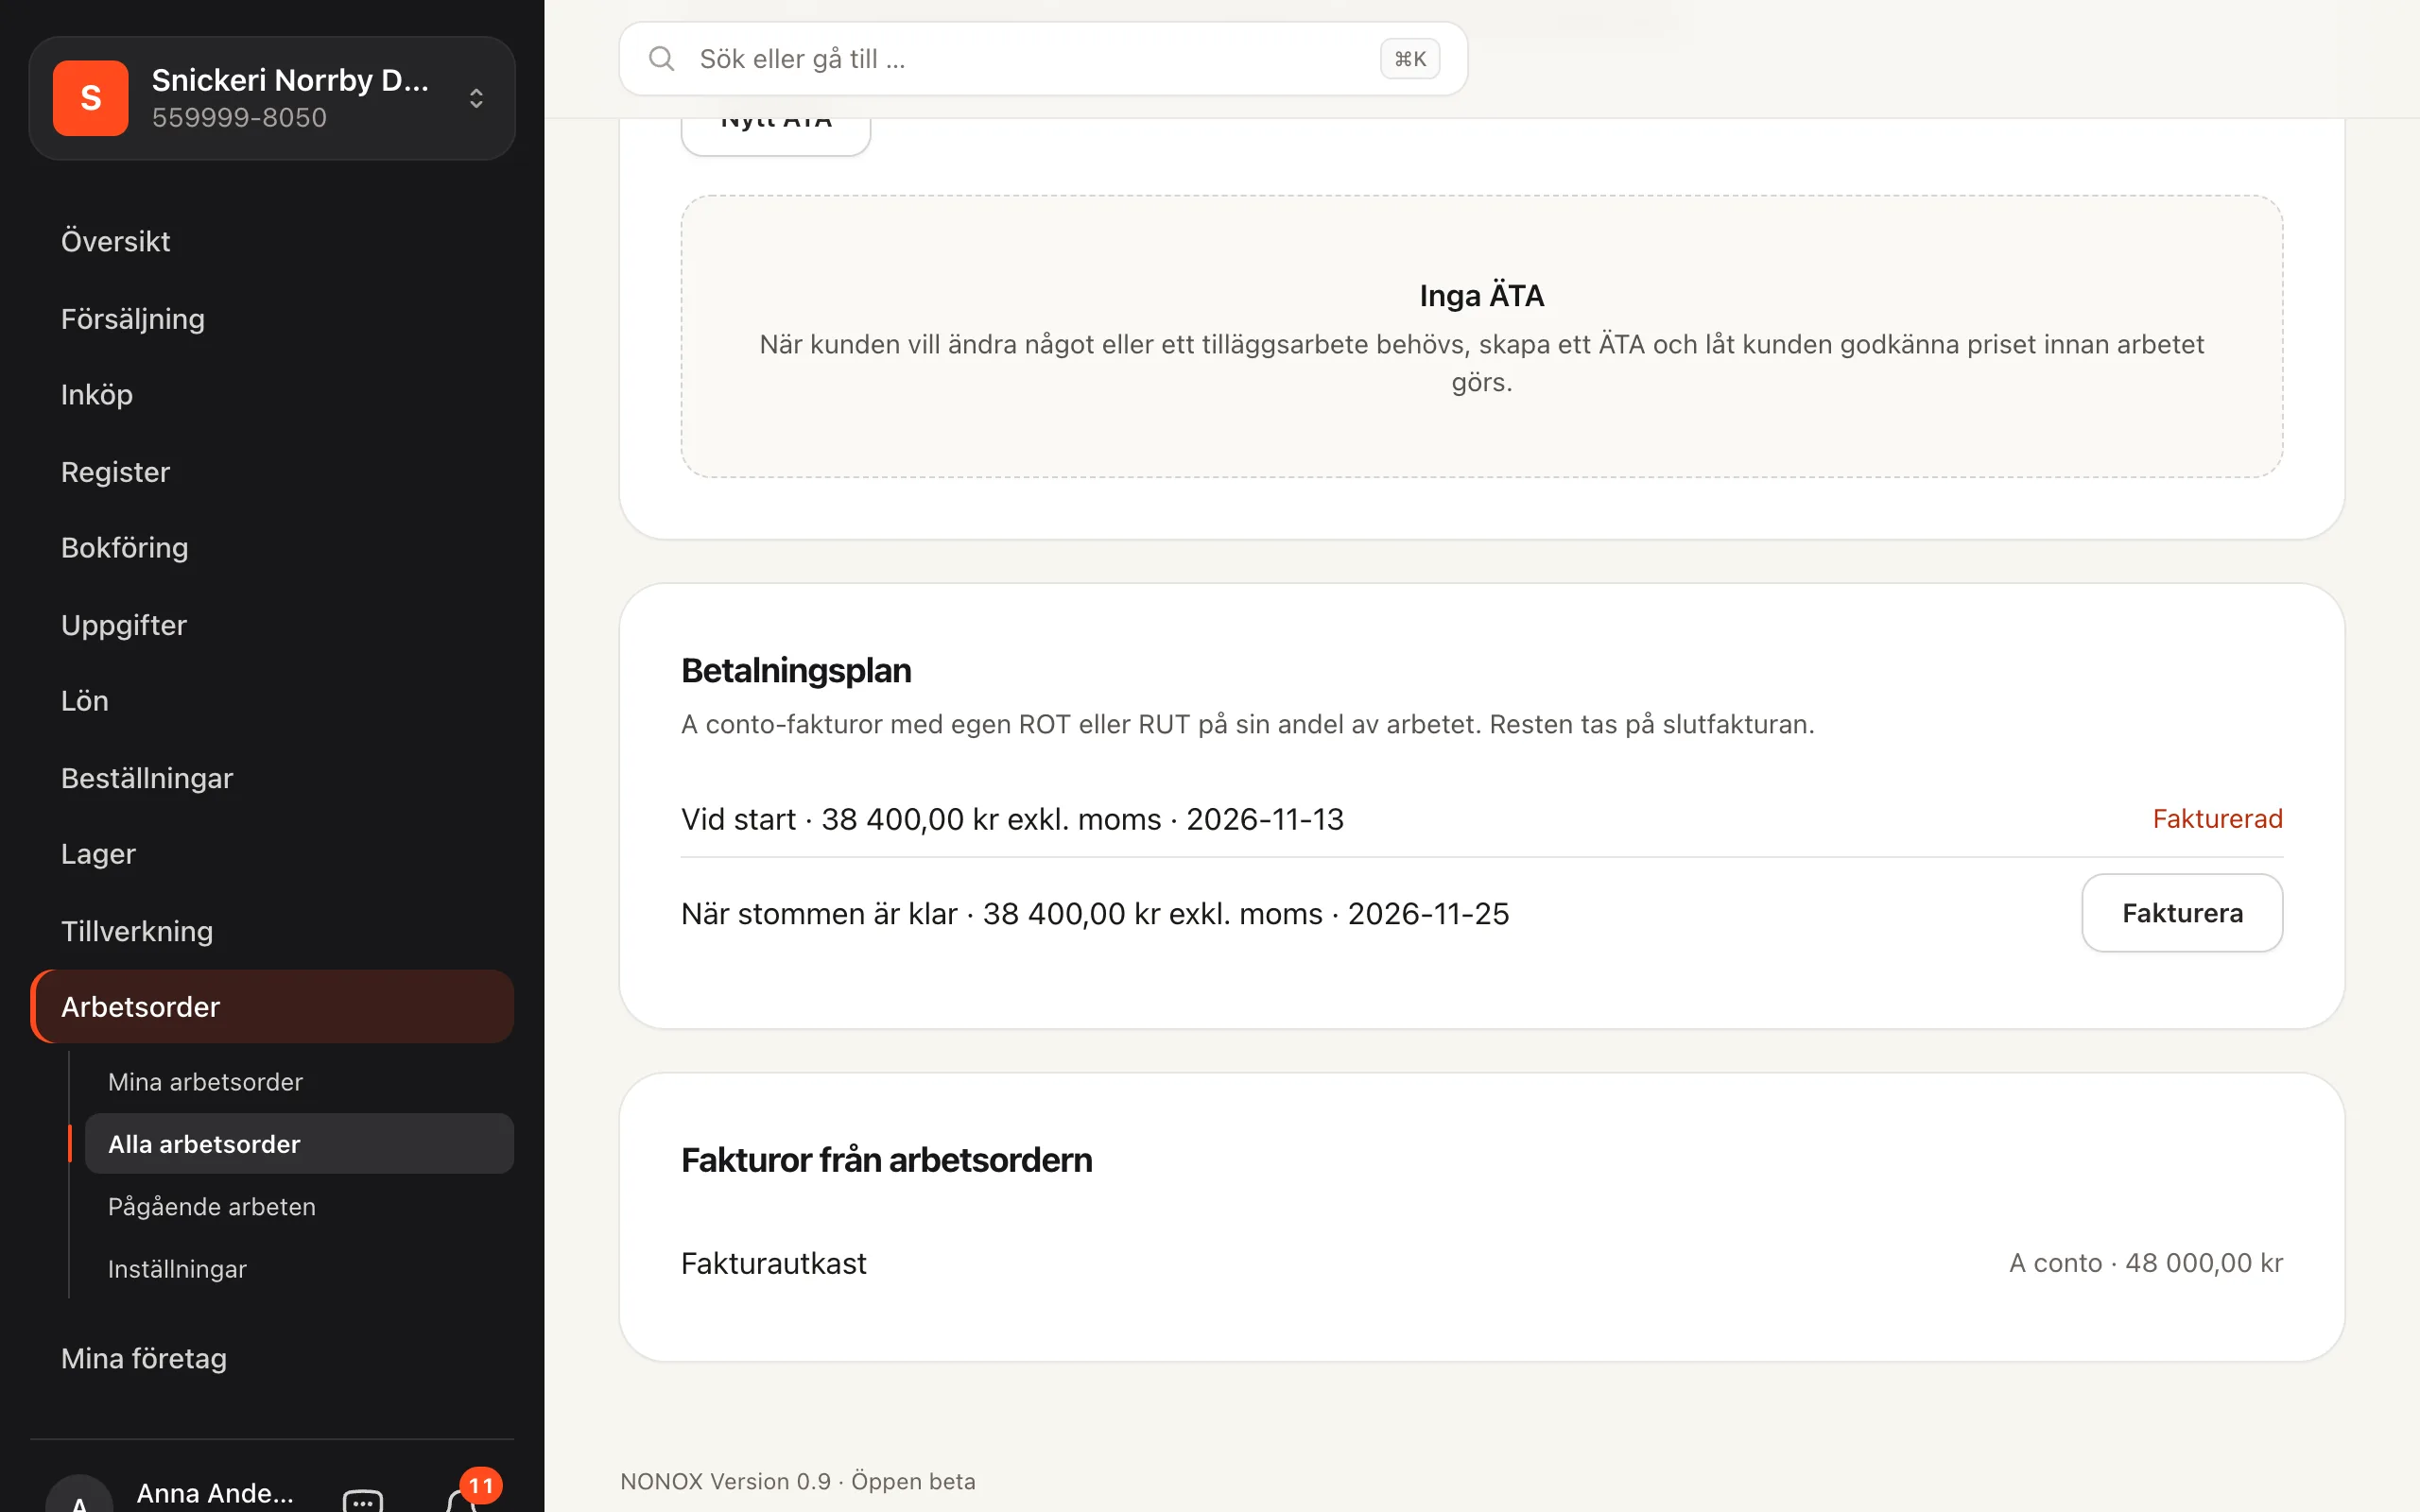 S
Snickeri Norrby D...
559999-8050
Översikt
Försäljning
Inköp
Register
Bokföring
Uppgifter
Lön
Beställningar
Lager
Tillverkning
Arbetsorder
Mina arbetsorder
Alla arbetsorder
Pågående arbeten
Inställningar
Mina företag
A
Anna Ande...
11
Sök eller gå till ...
⌘K
Nytt ÄTA
Inga ÄTA
När kunden vill ändra något eller ett tilläggsarbete behövs, skapa ett ÄTA och låt kunden godkänna priset innan arbetet
görs.
Betalningsplan
A conto-fakturor med egen ROT eller RUT på sin andel av arbetet. Resten tas på slutfakturan.
Vid start · 38 400,00 kr exkl. moms · 2026-11-13
Fakturerad
När stommen är klar · 38 400,00 kr exkl. moms · 2026-11-25
Fakturera
Fakturor från arbetsordern
Fakturautkast
A conto · 48 000,00 kr
NONOX Version 0.9 · Öppen beta